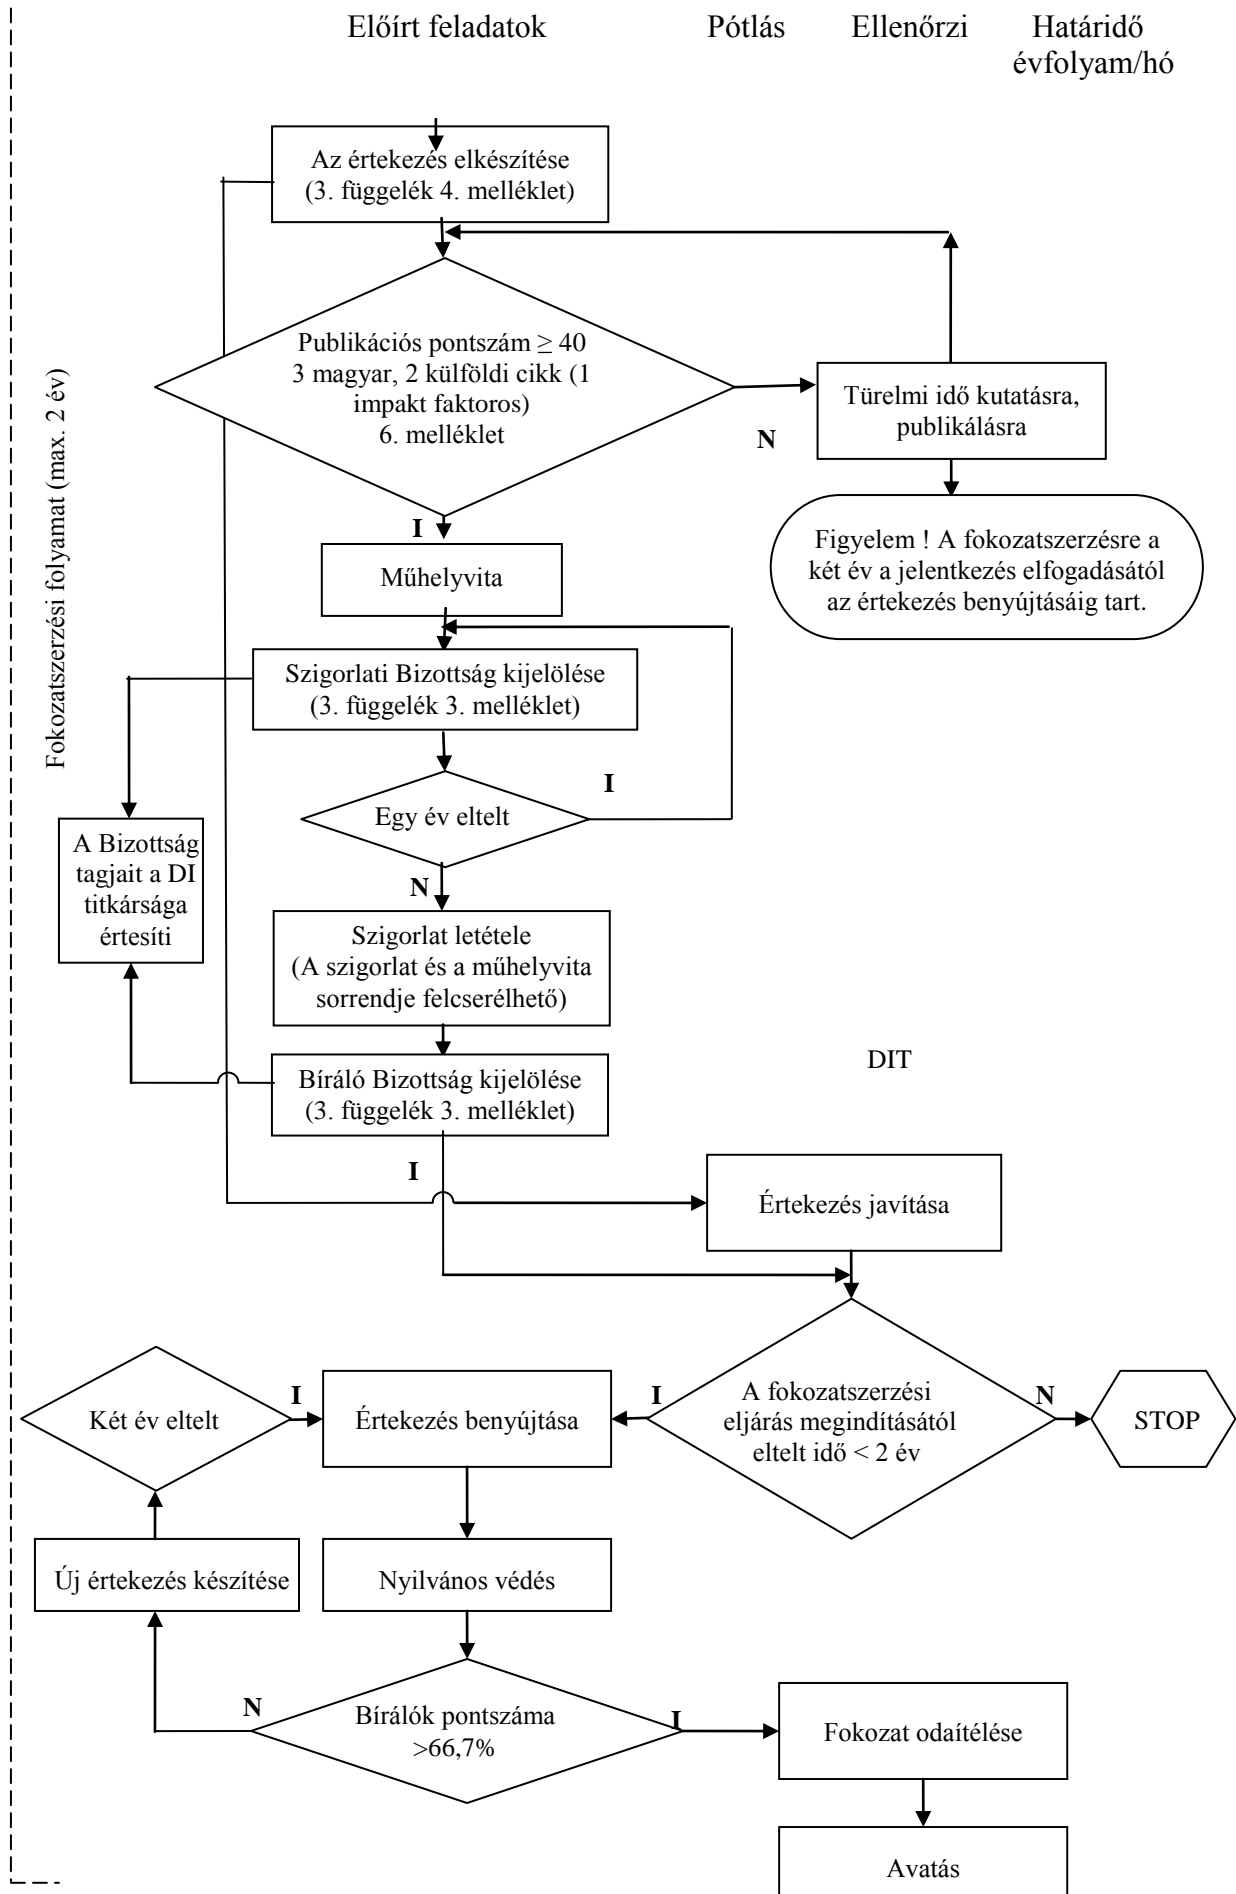 Előírt feladatok
Pótlás
Ellenőrzi
Határidő
évfolyam/hó
Az értekezés elkészítése
(3. függelék 4. melléklet)
Publikációs pontszám ≥ 40
3 magyar, 2 külföldi cikk (1
impakt faktoros)
6. melléklet
N
Türelmi idő kutatásra,
publikálásra
Fokozatszerzési folyamat (max. 2 év)
I
Figyelem ! A fokozatszerzésre a
két év a jelentkezés elfogadásától
az értekezés benyújtásáig tart.
Műhelyvita
Szigorlati Bizottság kijelölése
(3. függelék 3. melléklet)
I
Egy év eltelt
A Bizottság
tagjait a DI
titkársága
értesíti
N
Szigorlat letétele
(A szigorlat és a műhelyvita
sorrendje felcserélhető)
DIT
Bíráló Bizottság kijelölése
(3. függelék 3. melléklet)
I
Értekezés javítása
Két év eltelt
I
Értekezés benyújtása
I
A fokozatszerzési
eljárás megindításától
eltelt idő < 2 év
N
STOP
Új értekezés készítése
Nyilvános védés
N
Bírálók pontszáma
>66,7%
I
Fokozat odaítélése
Avatás